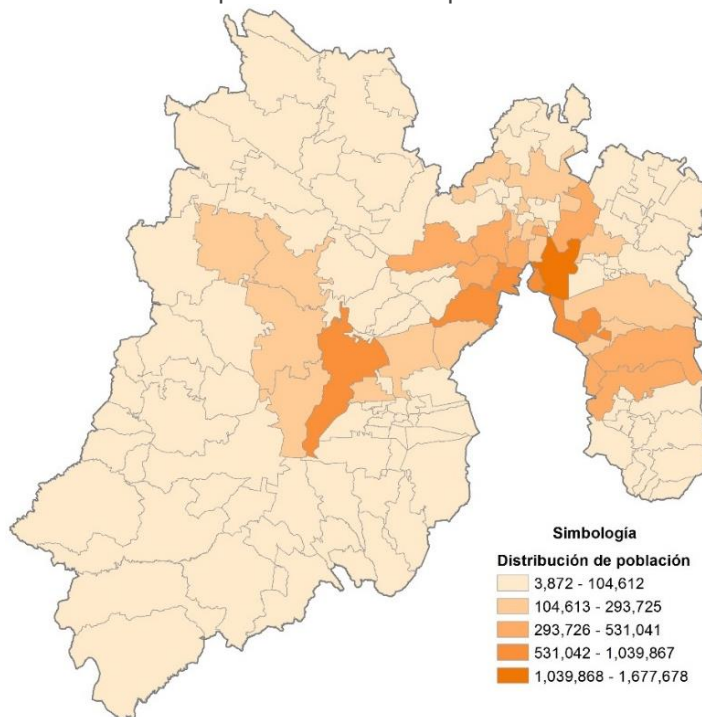 Simbología
Distribución de población
3,872 - 104,612
104,613 - 293,725
293,726 - 531,041
531,042 - 1,039,867
1,039,868 - 1,677,678